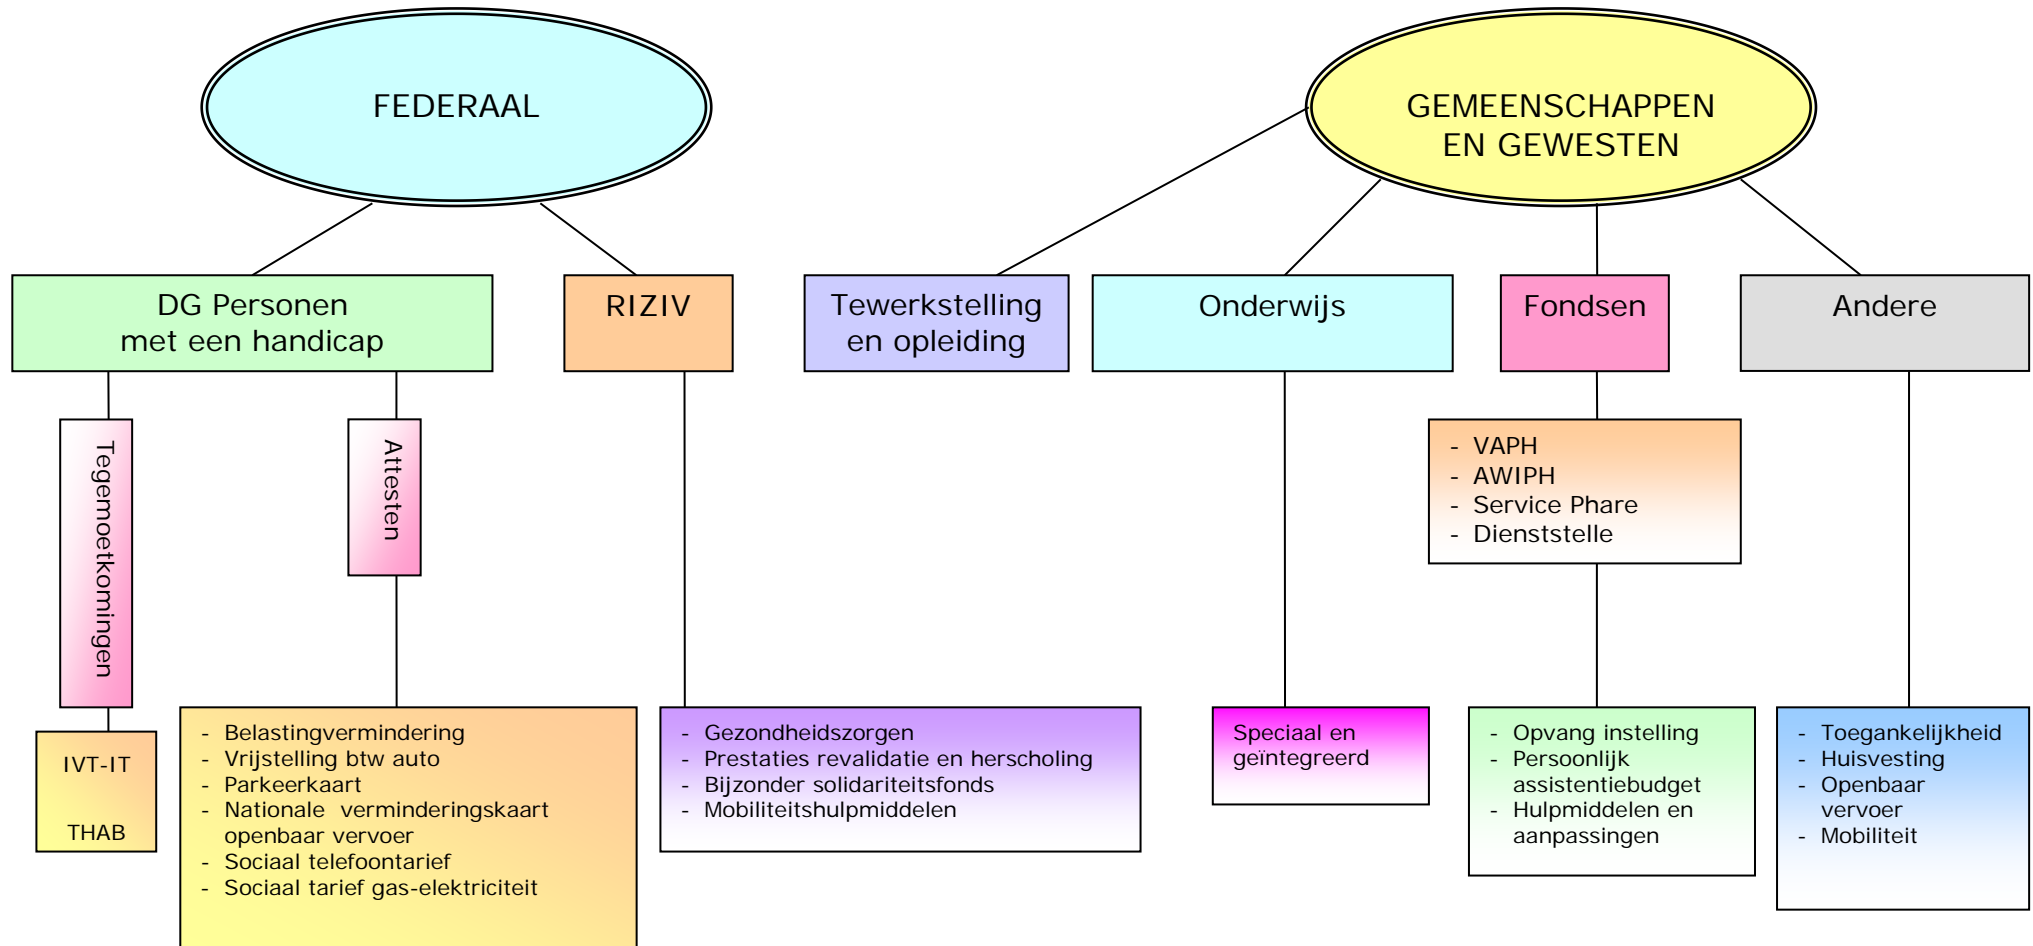 FEDERAAL
GEMEENSCHAPPEN
EN GEWESTEN
DG Personen
met een handicap
RIZIV
Tewerkstelling
en opleiding
Onderwijs
Fondsen
Andere
Tegemoetkomingen
Attesten
- VAPH
- AWIPH
- Service Phare
- Dienststelle
IVT-IT
THAB
- Belastingvermindering
- Vrijstelling btw auto
- Parkeerkaart
- Nationale verminderingskaart
openbaar vervoer
- Sociaal telefoontarief
- Sociaal tarief gas-elektriciteit
- Gezondheidszorgen
- Prestaties revalidatie en herscholing
- Bijzonder solidariteitsfonds
- Mobiliteitshulpmiddelen
Speciaal en
geïntegreerd
- Opvang instelling
- Persoonlijk
assistentiebudget
- Hulpmiddelen en
aanpassingen
- Toegankelijkheid
- Huisvesting
- Openbaar
vervoer
- Mobiliteit